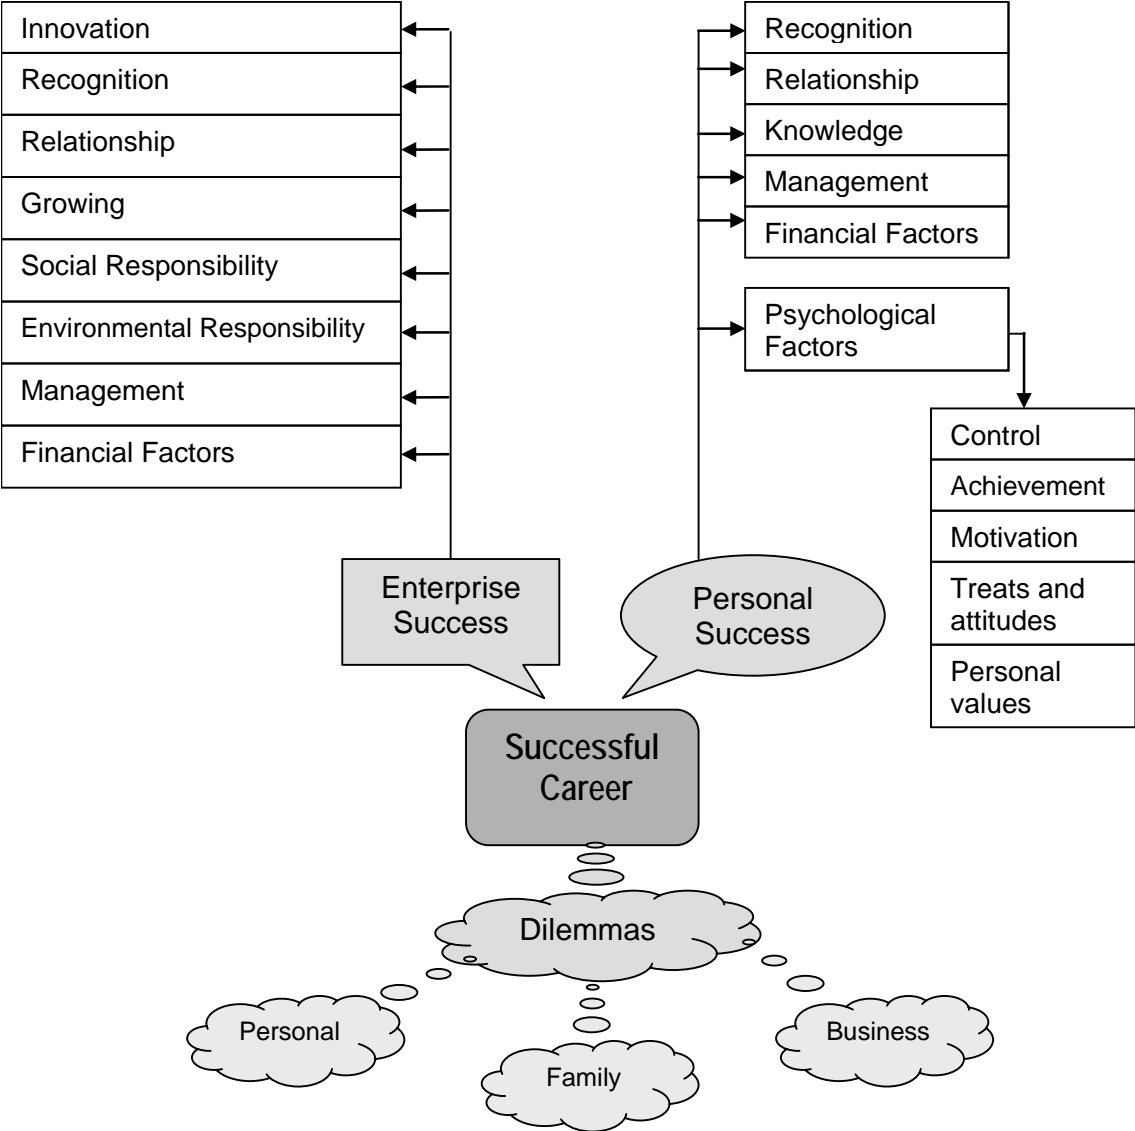 Innovation
Recognition
Relationship
Growing
Social Responsibility
Environmental Responsibility
Management
Financial Factors
Recognition
Relationship
Knowledge
Management
Financial Factors
Psychological
Factors
Control
Achievement
Motivation
Treats and
attitudes
Personal
values
Enterprise
Success
Personal
Success
Successful
Career
Dilemmas
Personal
Family
Business